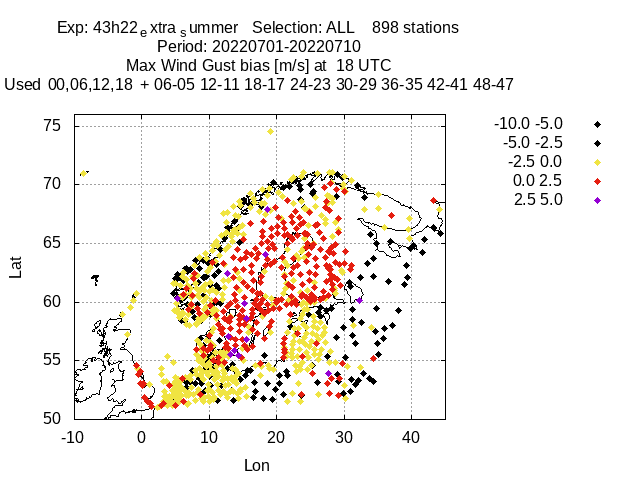 Exp: 43h22 e xtra s ummer Selection: ALL 898 stations
Period: 20220701-20220710
Max Wind Gust bias [m/s] at 18 UTC
Used 00,06,12,18 + 06-05 12-11 18-17 24-23 30-29 36-35 42-41 48-47
-10.0 -5.0
-5.0 -2.5
-2.5 0.0
0.0 2.5
2.5 5.0
75
70
65
60
55
50
Lat
-10 0 10 20 30 40
Lon